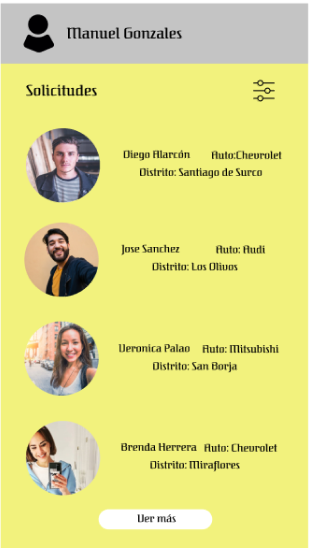 Manuel Gonzales
Solicitudes
Diego Alarcón Auto:Chevrolet
Distrito: Santiago de Surco
Jose Sanchez Auto: Audi
Distrito: Los Olivos
Veronica Palao Auto: Mitsubishi
Distrito: San Borja
Brenda Herrera Auto: Chevrolet
Distrito: Miraflores
Ver más